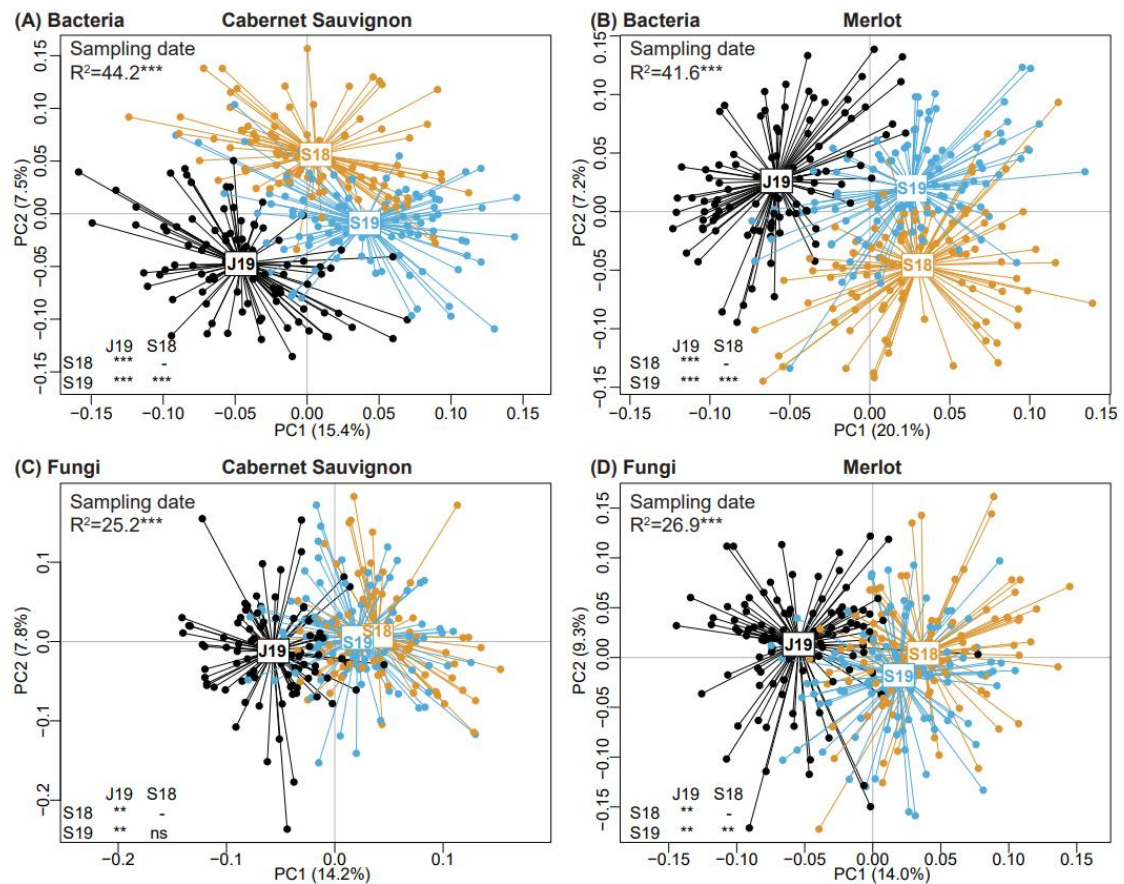 (A) Bacteria Cabernet Sauvignon
Sampling date
R²=44.2***
PC2 (7.5%)
0.15
0.10
0.05
0.00
−0.05
−0.10
−0.15
S18
S19
J19
J19 S18
S18 *** -
S19 *** ***
−0.15 −0.10 −0.05 0.00 0.05 0.10 0.15
PC1 (15.4%)
(B) Bacteria Merlot
Sampling date
R²=41.6***
PC2 (7.2%)
0.15
0.10
0.05
0.00
−0.05
−0.10
−0.15
J19
S19
S18
J19 S18
S18 *** -
S19 *** ***
−0.15 −0.10 −0.05 0.00 0.05 0.10 0.15
PC1 (20.1%)
(C) Fungi Cabernet Sauvignon
Sampling date
R²=25.2***
PC2 (7.8%)
0.1
0.0
−0.1
−0.2
S18
S19
J19
J19 S18
S18 ** -
S19 ** ns
−0.2 −0.1 0.0 0.1
PC1 (14.2%)
(D) Fungi Merlot
Sampling date
R²=26.9***
PC2 (9.3%)
0.15
0.10
0.05
0.00
−0.05
−0.10
−0.15
J19
S18
S19
J19 S18
S18 ** -
S19 ** **
−0.15 −0.10 −0.05 0.00 0.05 0.10 0.15
PC1 (14.0%)